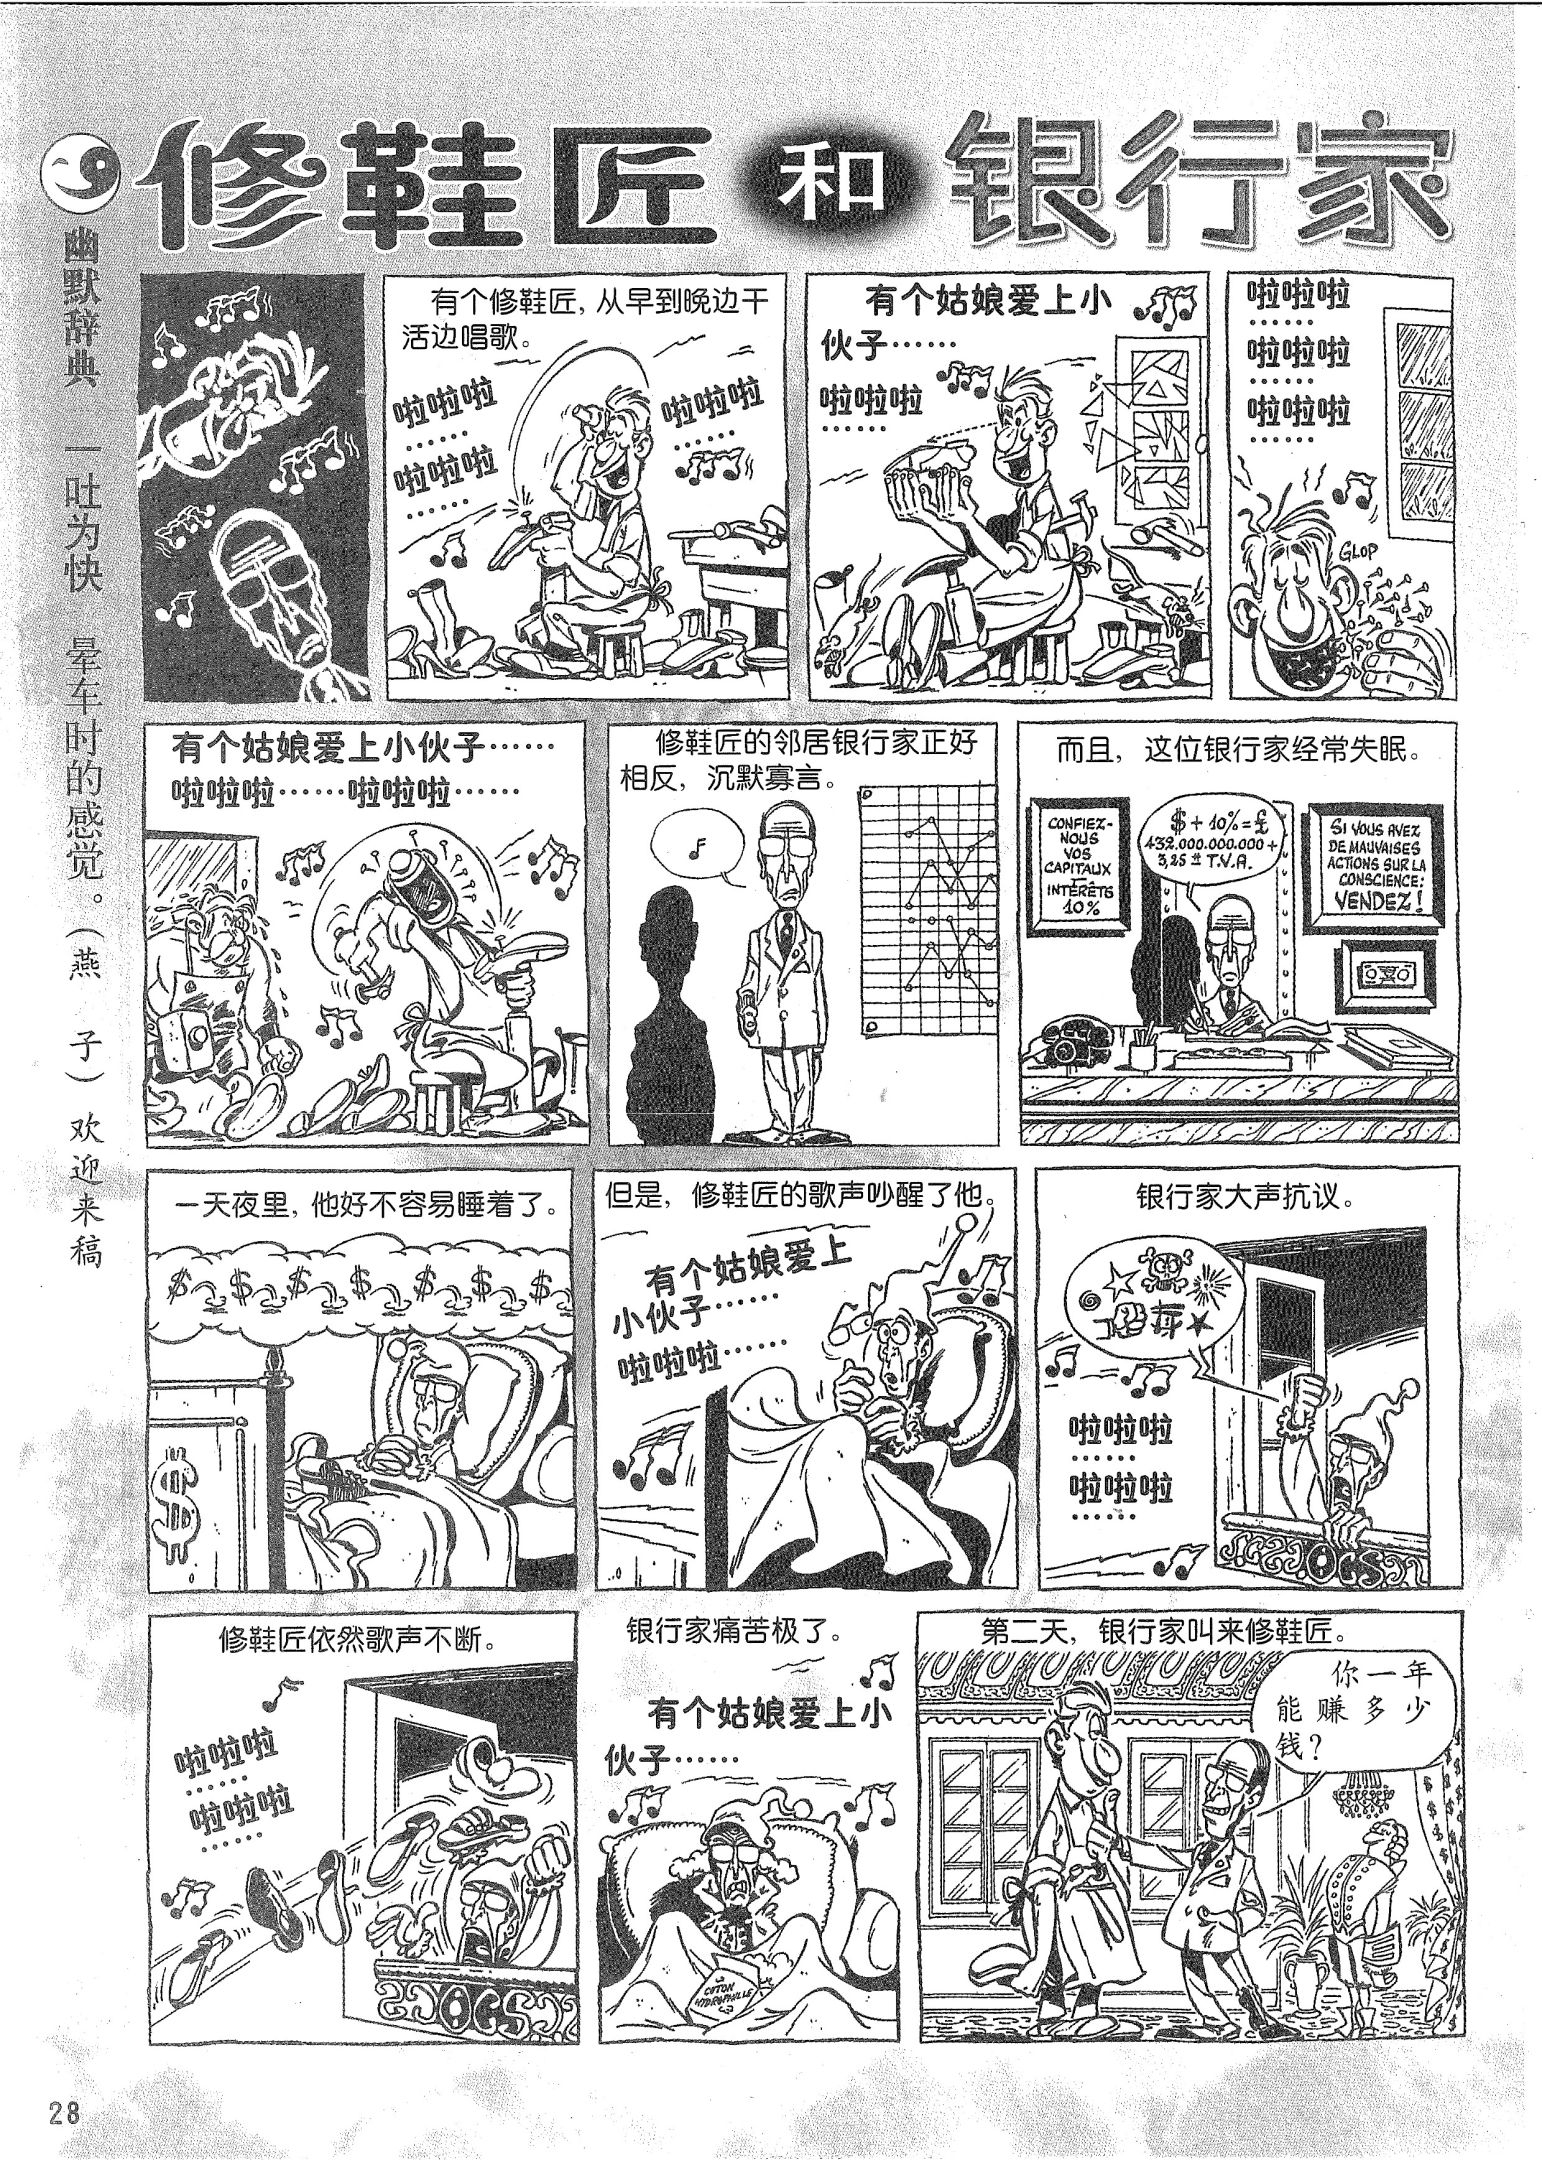 修鞋匠和银行家
幽默辞典 一吐为快 晕车时的感觉。（燕 子）欢迎来稿
有个修鞋匠，从早到晚边干
活边唱歌。
啦啦啦
……
啦啦啦
……
啦啦啦
……
有个姑娘爱上小
伙子……
啦啦啦
……
啦啦啦
……
啦啦啦
……
啦啦啦
……
GLOP
有个姑娘爱上小伙子……
啦啦啦……啦啦啦……
修鞋匠的邻居银行家正好
相反，沉默寡言。
而且，这位银行家经常失眠。
CONFIEZ-
NOUS
VOS
CAPITAUX
—
INTÉRÊTS
10%
$ + 10% = £
432.000.000.000 +
3,25 ± T.V.A.
SI VOUS AVEZ
DE MAUVAISES
ACTIONS SUR LA
CONSCIENCE:
VENDEZ!
一天夜里，他好不容易睡着了。
$ $ $ $ $ $ $
$
但是，修鞋匠的歌声吵醒了他。
有个姑娘爱上
小伙子……
啦啦啦……
银行家大声抗议。
啦啦啦
……
啦啦啦
……
修鞋匠依然歌声不断。
啦啦啦
……
啦啦啦
……
银行家痛苦极了。
有个姑娘爱上小
伙子……
COTON
HYDROPHILLE
第二天，银行家叫来修鞋匠。
你一年
能赚多少
钱？
28